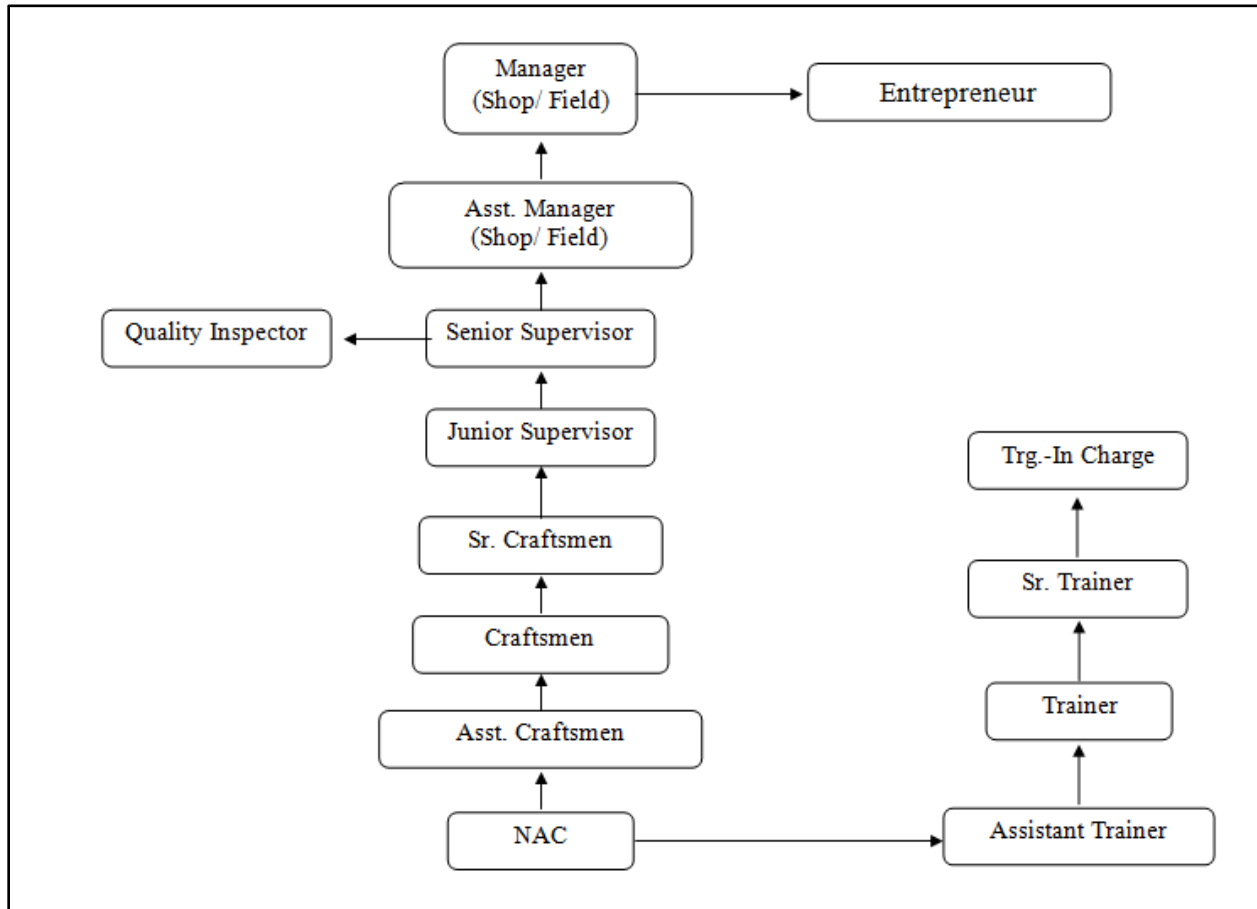 Manager
(Shop/ Field)
Entrepreneur
Asst. Manager
(Shop/ Field)
Quality Inspector
Senior Supervisor
Junior Supervisor
Trg.-In Charge
Sr. Craftsmen
Sr. Trainer
Craftsmen
Trainer
Asst. Craftsmen
NAC
Assistant Trainer